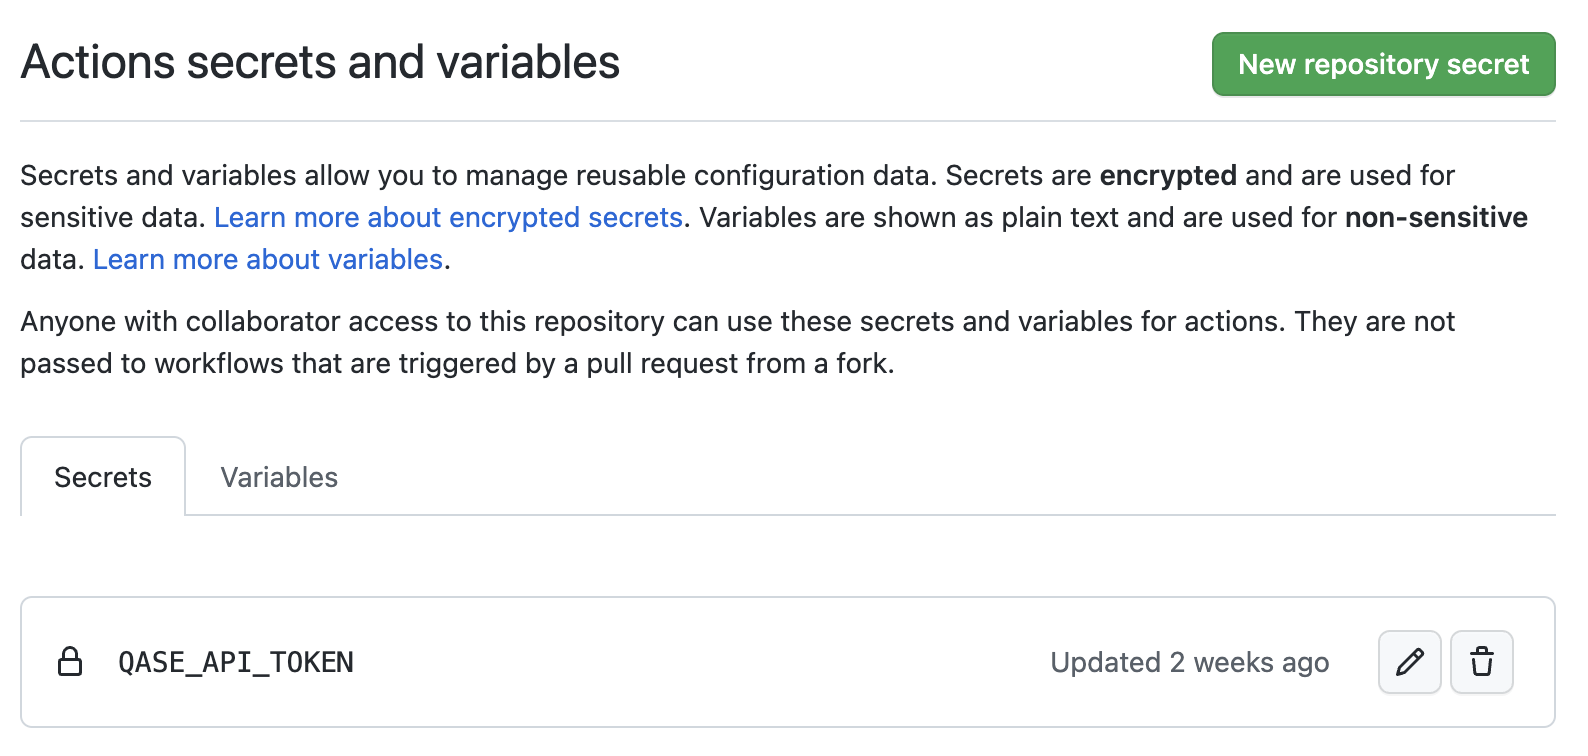 Actions secrets and variables
New repository secret
Secrets and variables allow you to manage reusable configuration data. Secrets are encrypted and are used for
sensitive data. Learn more about encrypted secrets. Variables are shown as plain text and are used for non-sensitive
data. Learn more about variables.
Anyone with collaborator access to this repository can use these secrets and variables for actions. They are not
passed to workflows that are triggered by a pull request from a fork.
Secrets
Variables
QASE_API_TOKEN
Updated 2 weeks ago